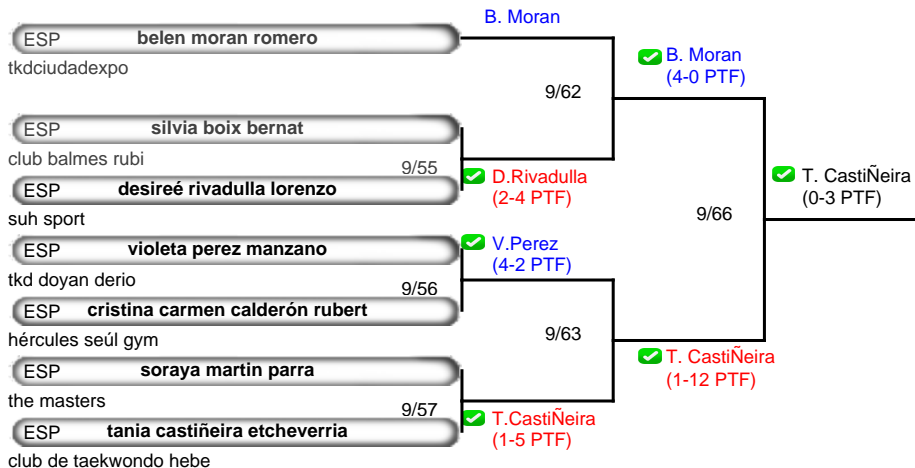 B. Moran
ESP belen moran romero
tkdciudadexpo
B. Moran
(4-0 PTF)
9/62
ESP silvia boix bernat
club balmes rubi
9/55
ESP desireé rivadulla lorenzo
D.Rivadulla
(2-4 PTF)
suh sport
T. CastiÑeira
(0-3 PTF)
9/66
ESP violeta perez manzano
V.Perez
(4-2 PTF)
tkd doyan derio
9/56
ESP cristina carmen calderón rubert
hércules seúl gym
9/63
ESP soraya martin parra
T. CastiÑeira
(1-12 PTF)
the masters
9/57
ESP tania castiñeira etcheverria
T.CastiÑeira
(1-5 PTF)
club de taekwondo hebe